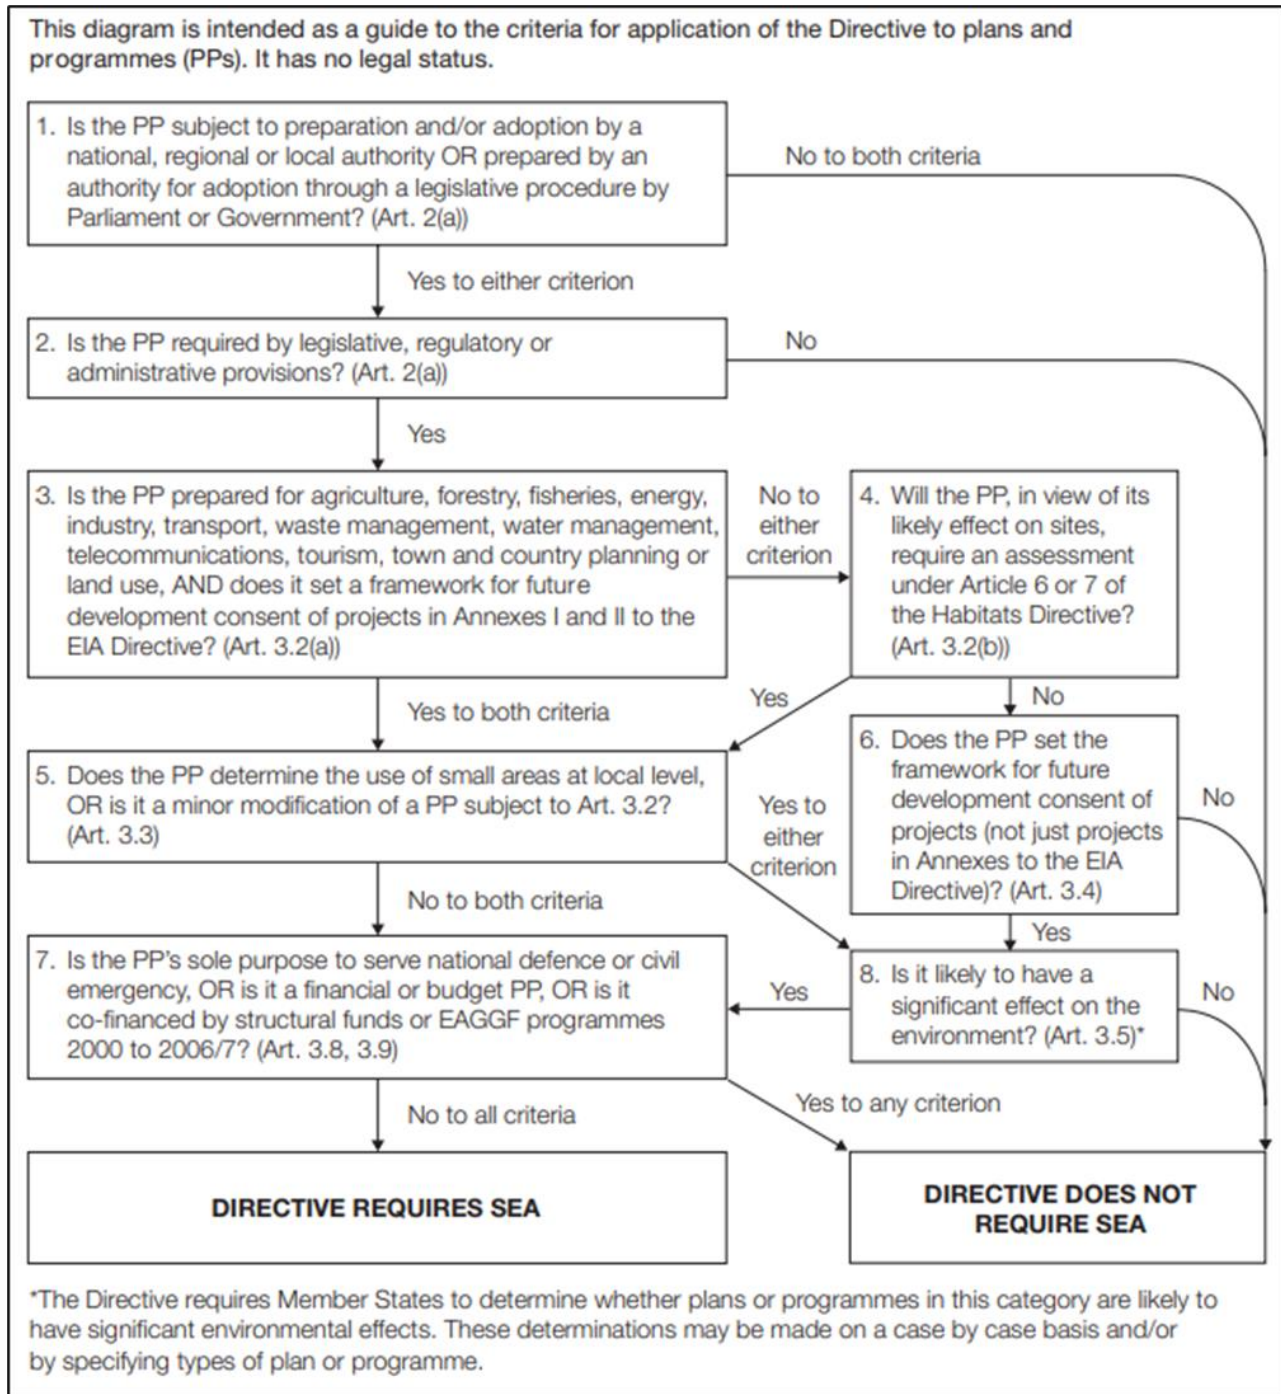 This diagram is intended as a guide to the criteria for application of the Directive to plans and
programmes (PPs). It has no legal status.
1. Is the PP subject to preparation and/or adoption by a
national, regional or local authority OR prepared by an
authority for adoption through a legislative procedure by
Parliament or Government? (Art. 2(a))
No to both criteria
Yes to either criterion
2. Is the PP required by legislative, regulatory or
administrative provisions? (Art. 2(a))
No
Yes
3. Is the PP prepared for agriculture, forestry, fisheries, energy,
industry, transport, waste management, water management,
telecommunications, tourism, town and country planning or
land use, AND does it set a framework for future
development consent of projects in Annexes I and II to the
EIA Directive? (Art. 3.2(a))
No to
either
criterion
4. Will the PP, in view of its
likely effect on sites,
require an assessment
under Article 6 or 7 of
the Habitats Directive?
(Art. 3.2(b))
Yes to both criteria
Yes
No
5. Does the PP determine the use of small areas at local level,
OR is it a minor modification of a PP subject to Art. 3.2?
(Art. 3.3)
Yes to
either
criterion
6. Does the PP set the
framework for future
development consent of
projects (not just projects
in Annexes to the EIA
Directive)? (Art. 3.4)
No
No to both criteria
Yes
7. Is the PP's sole purpose to serve national defence or civil
emergency, OR is it a financial or budget PP, OR is it
co-financed by structural funds or EAGGF programmes
2000 to 2006/7? (Art. 3.8, 3.9)
Yes
8. Is it likely to have a
significant effect on the
environment? (Art. 3.5)*
No
No to all criteria
Yes to any criterion
DIRECTIVE REQUIRES SEA
DIRECTIVE DOES NOT
REQUIRE SEA
*The Directive requires Member States to determine whether plans or programmes in this category are likely to
have significant environmental effects. These determinations may be made on a case by case basis and/or
by specifying types of plan or programme.